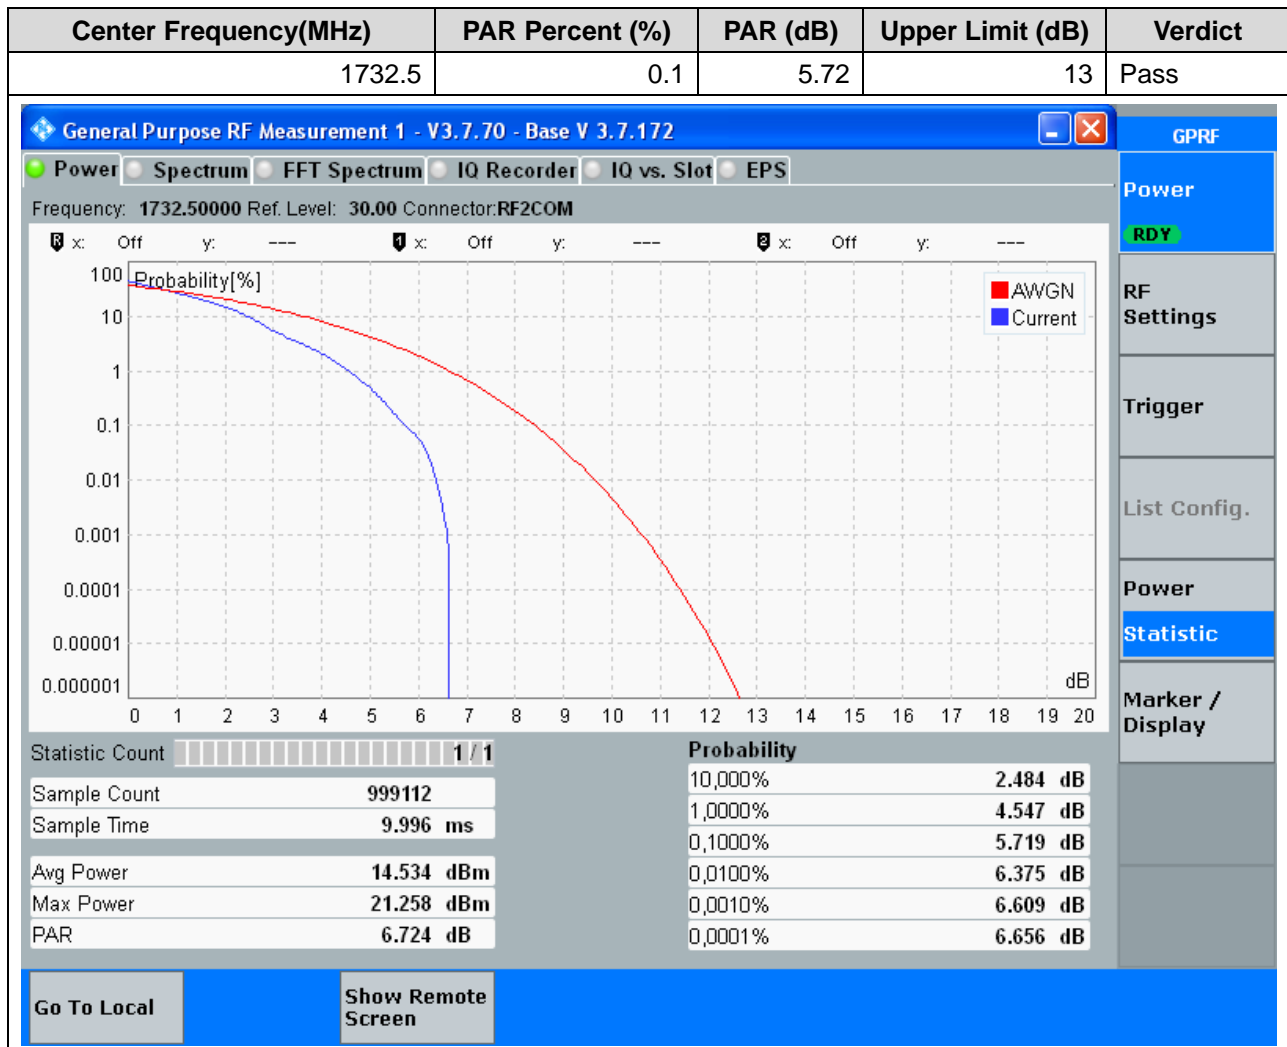 Center Frequency(MHz) PAR Percent (%) PAR (dB) Upper Limit (dB) Verdict
1732.5 0.1 5.72 13 Pass
General Purpose RF Measurement 1 - V3.7.70 - Base V 3.7.172
GPRF
Power Spectrum FFT Spectrum IQ Recorder IQ vs. Slot EPS
Power
RDY
Frequency: 1732.50000 Ref. Level: 30.00 Connector:RF2COM
R x: Off y: --- 1 x: Off y: --- 2 x: Off y: ---
Probability[%]
100
10
1
0.1
0.01
0.001
0.0001
0.00001
0.000001
AWGN
Current
dB
0 1 2 3 4 5 6 7 8 9 10 11 12 13 14 15 16 17 18 19 20
RF
Settings
Trigger
List Config.
Power
Statistic
Marker /
Display
Statistic Count 1 / 1
Sample Count 999112
Sample Time 9.996 ms
Avg Power 14.534 dBm
Max Power 21.258 dBm
PAR 6.724 dB
Probability
10,000% 2.484 dB
1,0000% 4.547 dB
0,1000% 5.719 dB
0,0100% 6.375 dB
0,0010% 6.609 dB
0,0001% 6.656 dB
Go To Local
Show Remote
Screen